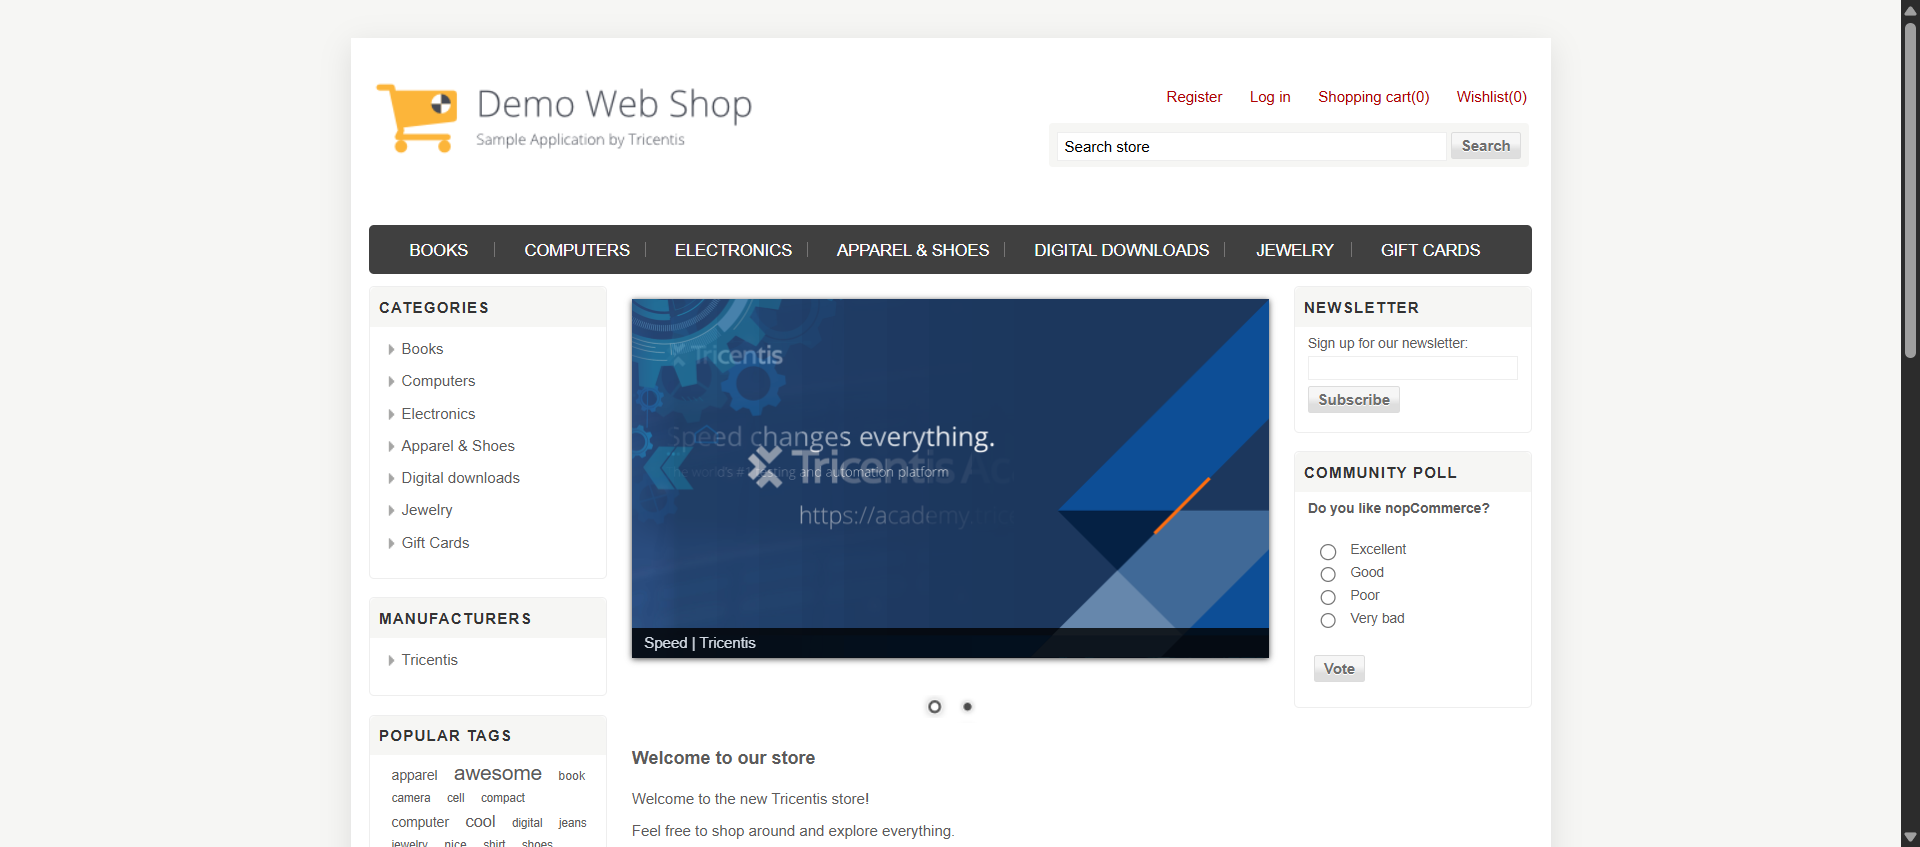 Demo Web Shop
Sample Application by Tricentis
Register Log in Shopping cart(0) Wishlist(0)
Search store Search
BOOKS COMPUTERS ELECTRONICS APPAREL & SHOES DIGITAL DOWNLOADS JEWELRY GIFT CARDS
CATEGORIES
Books
Computers
Electronics
Apparel & Shoes
Digital downloads
Jewelry
Gift Cards
MANUFACTURERS
Tricentis
POPULAR TAGS
apparel awesome book
camera cell compact
computer cool digital jeans
jewelry nice shirt shoes
Tricentis
Speed changes everything.
The world's #1 testing and automation platform
Tricentis
https://academy.
Speed | Tricentis
Welcome to our store
Welcome to the new Tricentis store!
Feel free to shop around and explore everything.
NEWSLETTER
Sign up for our newsletter:
Subscribe
COMMUNITY POLL
Do you like nopCommerce?
Excellent
Good
Poor
Very bad
Vote